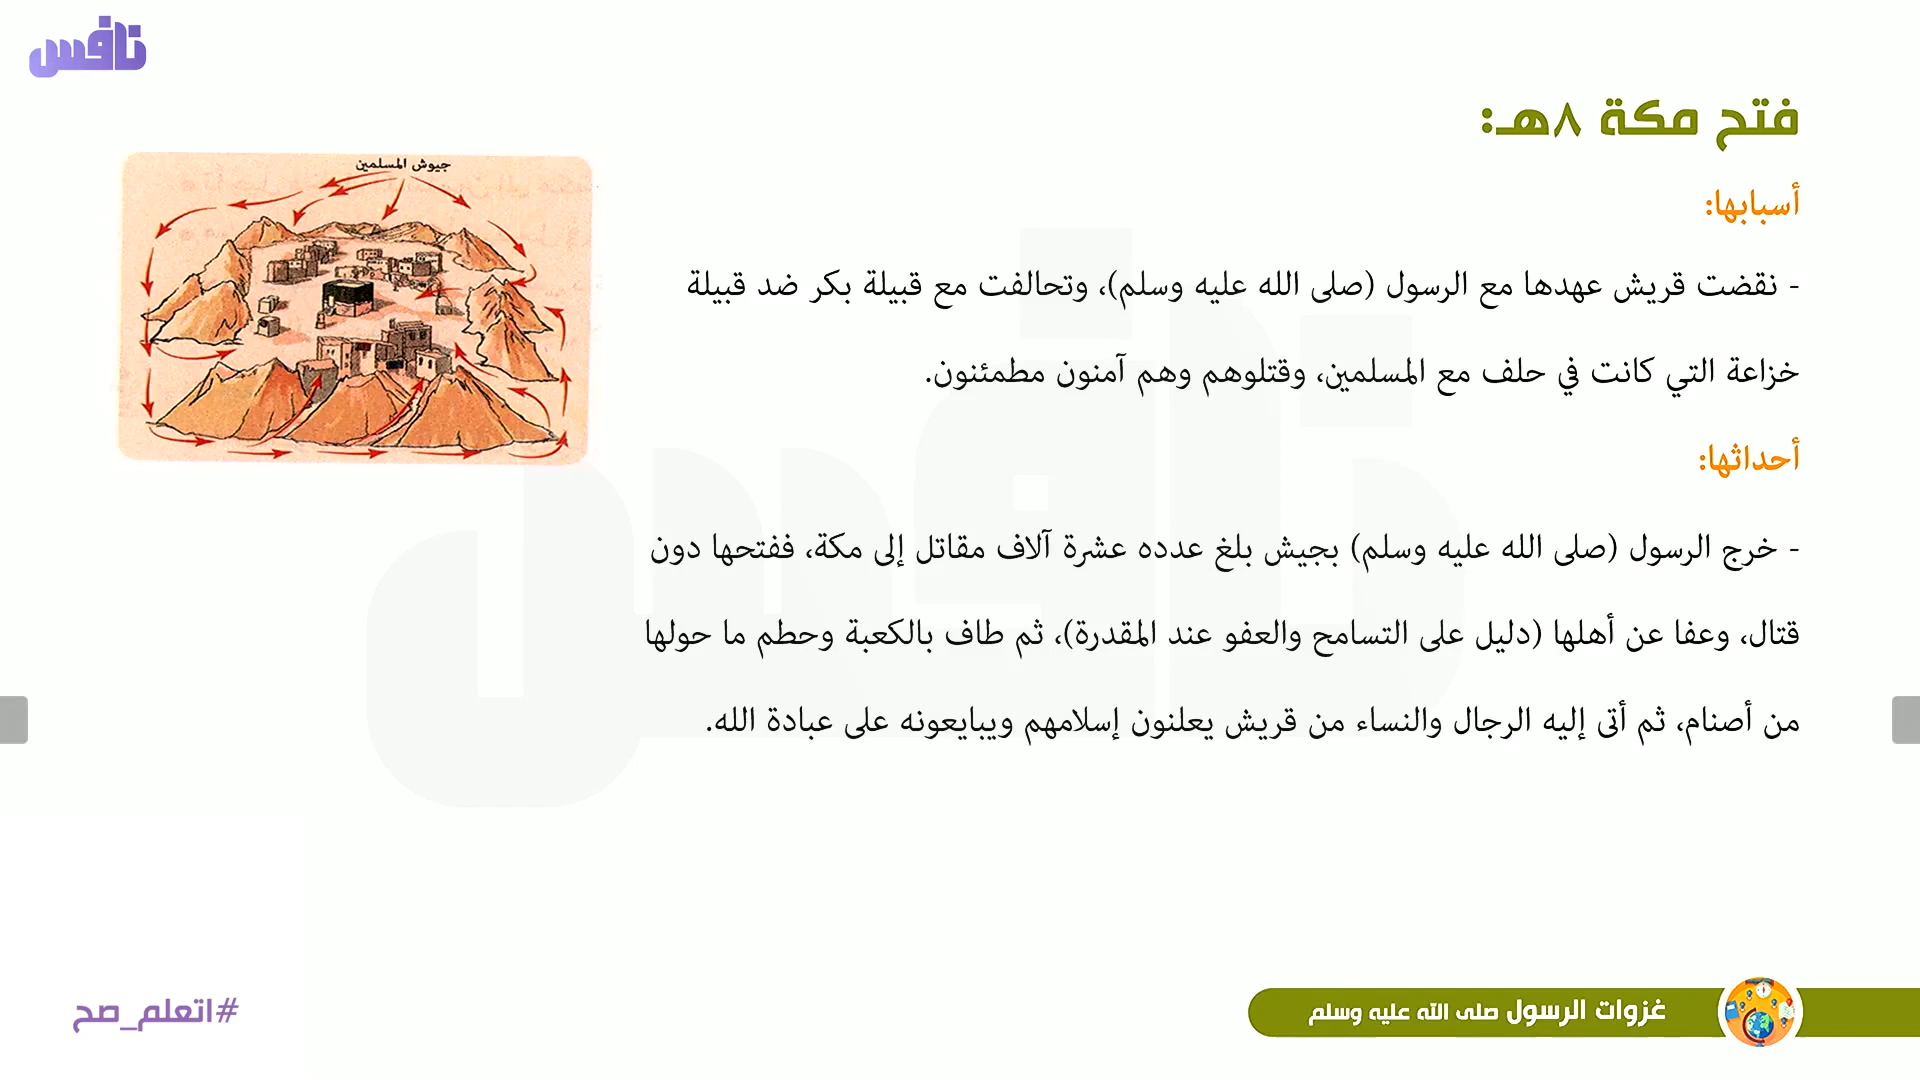 نافس
فتح مكة ٨هـ:
جيوش المسلمين
أسبابها:
- نقضت قريش عهدها مع الرسول (صلى الله عليه وسلم)، وتحالفت مع قبيلة بكر ضد قبيلة
خزاعة التي كانت في حلف مع المسلمين، وقتلوهم وهم آمنون مطمئنون.
أحداثها:
- خرج الرسول (صلى الله عليه وسلم) بجيش بلغ عدده عشرة آلاف مقاتل إلى مكة، ففتحها دون
قتال، وعفا عن أهلها (دليل على التسامح والعفو عند المقدرة)، ثم طاف بالكعبة وحطم ما حولها
من أصنام، ثم أتى إليه الرجال والنساء من قريش يعلنون إسلامهم ويبايعونه على عبادة الله.
غزوات الرسول صلى الله عليه وسلم
#اتعلم_صح